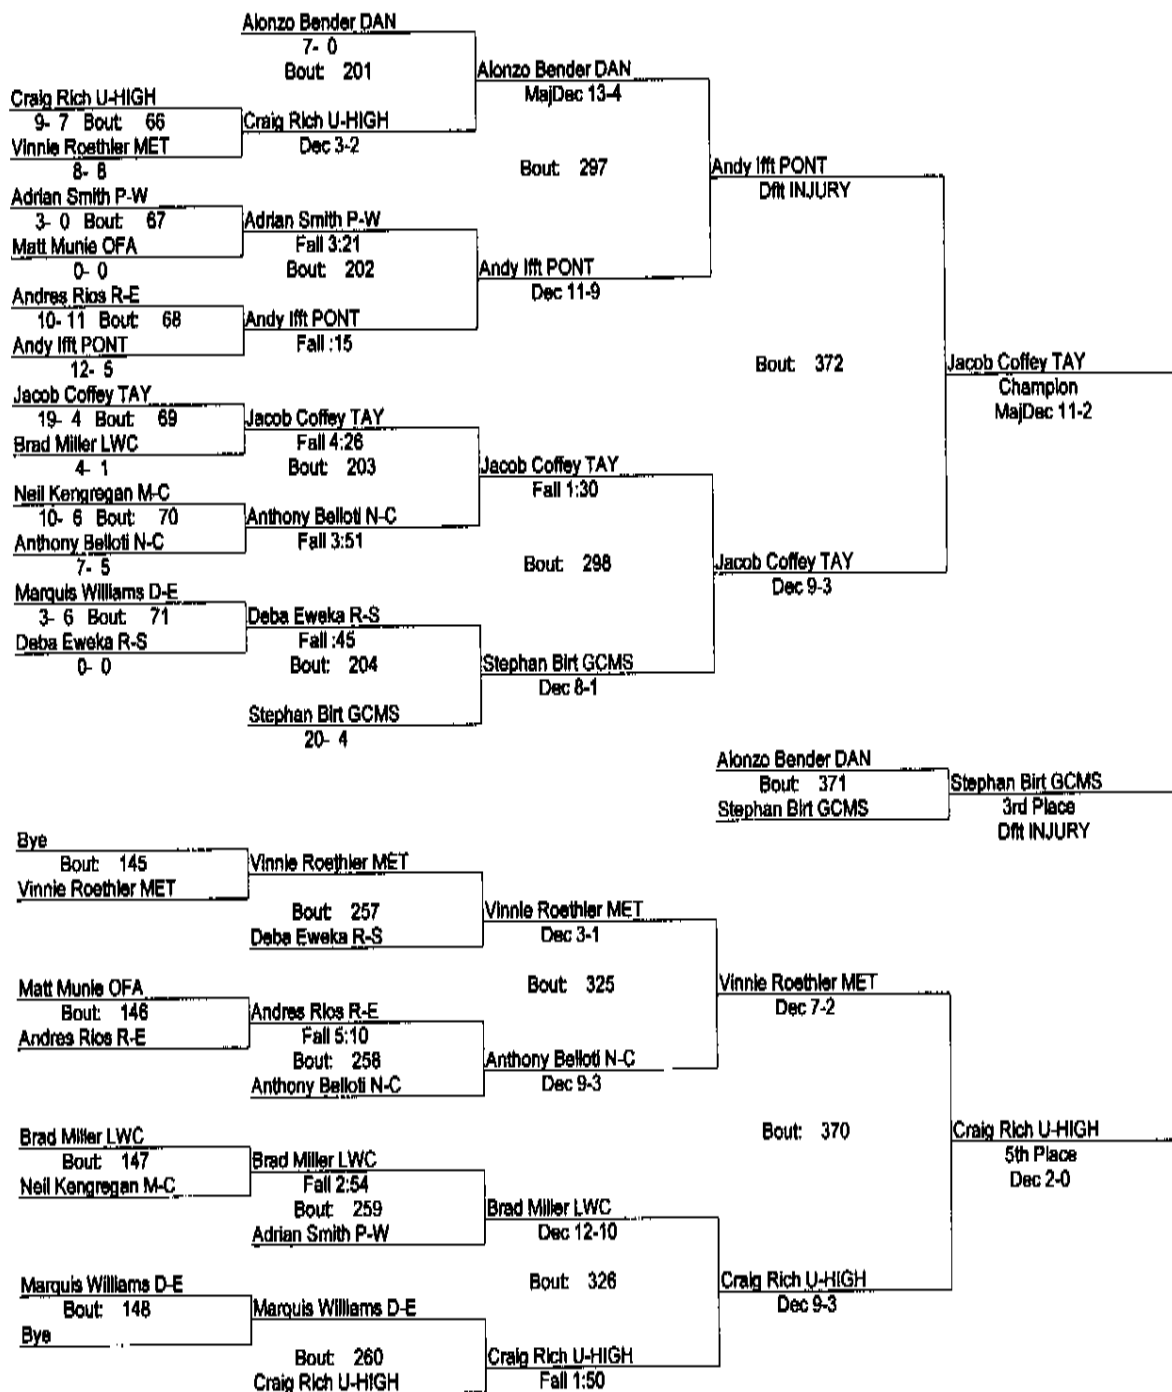 Alonzo Bender DAN
7- 0
Bout: 201
Alonzo Bender DAN
MajDec 13-4
Craig Rich U-HIGH
9- 7 Bout: 66
Craig Rich U-HIGH
Dec 3-2
Vinnie Roethler MET
8- 8
Bout: 297
Andy Ifft PONT
Dflt INJURY
Adrian Smith P-W
3- 0 Bout: 67
Adrian Smith P-W
Fall 3:21
Matt Munie OFA
0- 0
Bout: 202
Andy Ifft PONT
Dec 11-9
Andres Rios R-E
10- 11 Bout: 68
Andy Ifft PONT
Fall :15
Andy Ifft PONT
12- 5
Bout: 372
Jacob Coffey TAY
Champion
MajDec 11-2
Jacob Coffey TAY
19- 4 Bout: 69
Jacob Coffey TAY
Fall 4:26
Brad Miller LWC
4- 1
Bout: 203
Jacob Coffey TAY
Fall 1:30
Neil Kengregan M-C
10- 6 Bout: 70
Anthony Belloti N-C
Fall 3:51
Anthony Belloti N-C
7- 5
Bout: 298
Jacob Coffey TAY
Dec 9-3
Marquis Williams D-E
3- 6 Bout: 71
Deba Eweka R-S
Fall :45
Deba Eweka R-S
0- 0
Bout: 204
Stephan Birt GCMS
Dec 8-1
Stephan Birt GCMS
20- 4
Alonzo Bender DAN
Bout: 371
Stephan Birt GCMS
Stephan Birt GCMS
3rd Place
Dflt INJURY
Bye
Bout: 145
Vinnie Roethler MET
Vinnie Roethler MET
Bout: 257
Deba Eweka R-S
Vinnie Roethler MET
Dec 3-1
Bout: 325
Vinnie Roethler MET
Dec 7-2
Matt Munie OFA
Bout: 146
Andres Rios R-E
Andres Rios R-E
Fall 5:10
Bout: 258
Anthony Belloti N-C
Anthony Belloti N-C
Dec 9-3
Bout: 370
Craig Rich U-HIGH
5th Place
Dec 2-0
Brad Miller LWC
Bout: 147
Neil Kengregan M-C
Brad Miller LWC
Fall 2:54
Bout: 259
Adrian Smith P-W
Brad Miller LWC
Dec 12-10
Bout: 326
Craig Rich U-HIGH
Dec 9-3
Marquis Williams D-E
Bout: 148
Bye
Marquis Williams D-E
Bout: 260
Craig Rich U-HIGH
Craig Rich U-HIGH
Fall 1:50